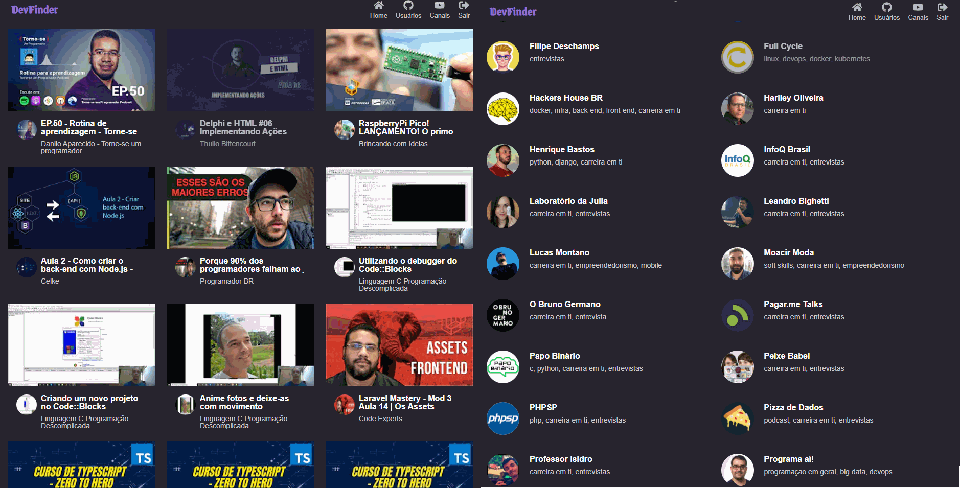 DevFinder
Home
Usuários
Canais
Sair
Torne-se
Rotina para aprendizagem
EP.50
EP.60 - Rotina de
aprendizagem - Torne-se
Danilo Aparecido - Torne-se um
programador
DELPHI
E HTML
IMPLEMENTANDO AÇÕES
Delphi e HTML #06
Implementando Ações
Thulio Bittencourt
RaspberryPi Pico!
LANÇAMENTO! O primo
Brincando com Ideias
Aula 2 - Criar
back-end com
Node.js
Aula 2 - Como criar o
back-end com Node.js -
Celke
ESSES SÃO OS
MAIORES ERROS
Porque 90% dos
programadores falham ao
Programador BR
Utilizando o debugger do
Code::Blocks
Linguagem C Programação
Descomplicada
Criando um novo projeto
no Code::Blocks
Linguagem C Programação
Descomplicada
Anime fotos e deixe-as
com movimento
Linguagem C Programação
Descomplicada
ASSETS
FRONTEND
Laravel Mastery - Mod 3
Aula 14 | Os Assets
Code Experts
TS
CURSO DE TYPESCRIPT
- ZERO TO HERO
TS
CURSO DE TYPESCRIPT
- ZERO TO HERO
TS
CURSO DE TYPESCRIPT
- ZERO TO HERO
DevFinder
Home
Usuários
Canais
Sair
Filipe Deschamps
entrevistas
Full Cycle
linux, devops, docker, kubernetes
Hackers House BR
docker, infra, back end, front end, carreira em ti
Hartley Oliveira
carreira em ti
Henrique Bastos
python, django, carreira em ti
InfoQ
InfoQ Brasil
carreira em ti, entrevistas
Laboratório da Julia
carreira em ti, entrevistas
Leandro Bighetti
carreira em ti, entrevistas
Lucas Montano
carreira em ti, empreendedorismo, mobile
Moacir Moda
soft skills, carreira em ti, empreendedorismo
OBRU
NO GER
MANO
O Bruno Germano
carreira em ti, entrevista
Pagar.me Talks
carreira em ti, entrevistas
PAPO
BINÁRIO
Papo Binário
c, python, carreira em ti, entrevistas
Peixe Babel
carreira em ti, entrevistas
phpsp
PHPSP
php, carreira em ti, entrevistas
Pizza de Dados
podcast, carreira em ti, entrevistas
Professor Isidro
carreira em ti, entrevistas
Programa aí!
programaçao em geral, big data, devops